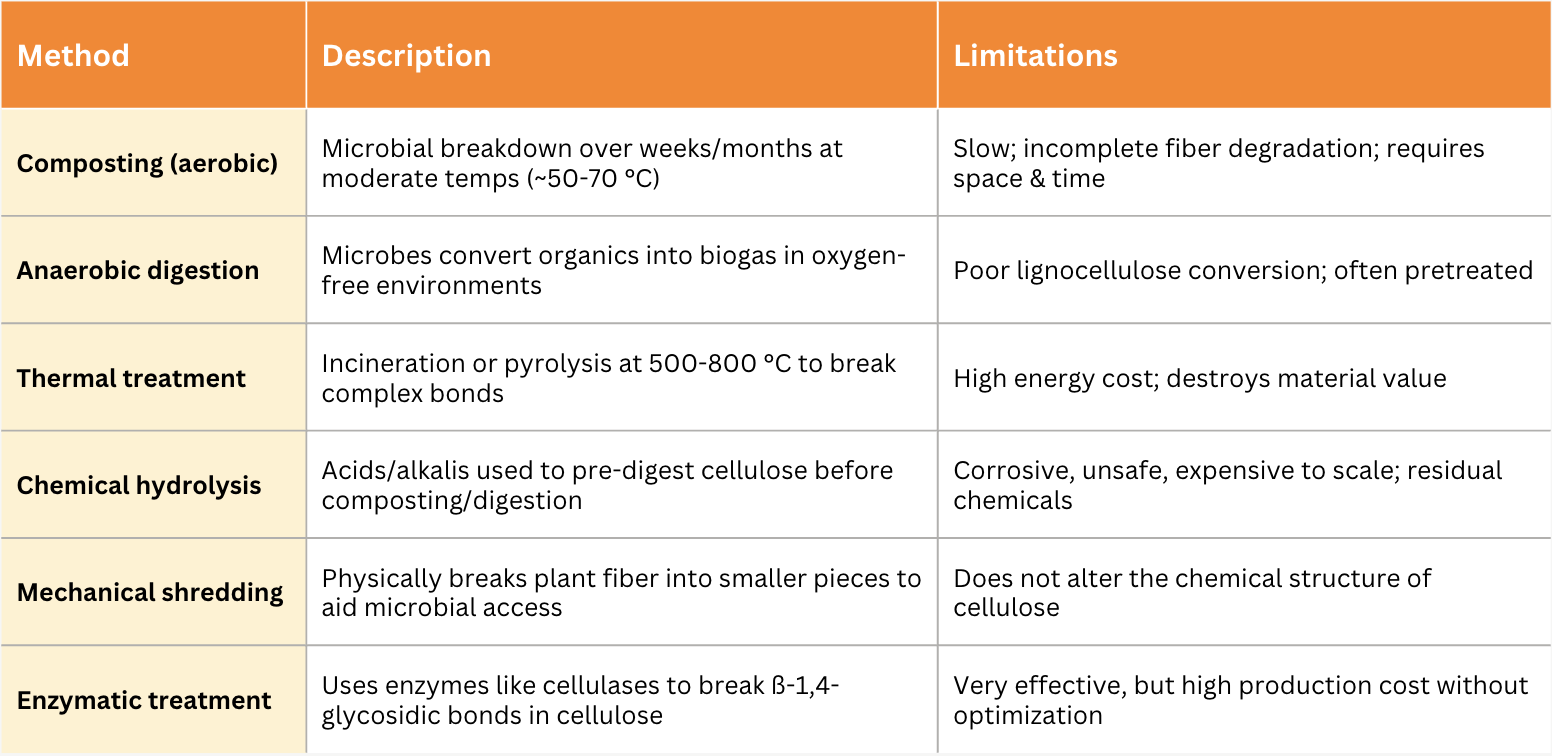 Method
Description
Limitations
Composting (aerobic)
Microbial breakdown over weeks/months at
moderate temps (~50-70 °C)
Slow; incomplete fiber degradation; requires
space & time
Anaerobic digestion
Microbes convert organics into biogas in oxygen-
free environments
Poor lignocellulose conversion; often pretreated
Thermal treatment
Incineration or pyrolysis at 500-800 °C to break
complex bonds
High energy cost; destroys material value
Chemical hydrolysis
Acids/alkalis used to pre-digest cellulose before
composting/digestion
Corrosive, unsafe, expensive to scale; residual
chemicals
Mechanical shredding
Physically breaks plant fiber into smaller pieces to
aid microbial access
Does not alter the chemical structure of
cellulose
Enzymatic treatment
Uses enzymes like cellulases to break ß-1,4-
glycosidic bonds in cellulose
Very effective, but high production cost without
optimization